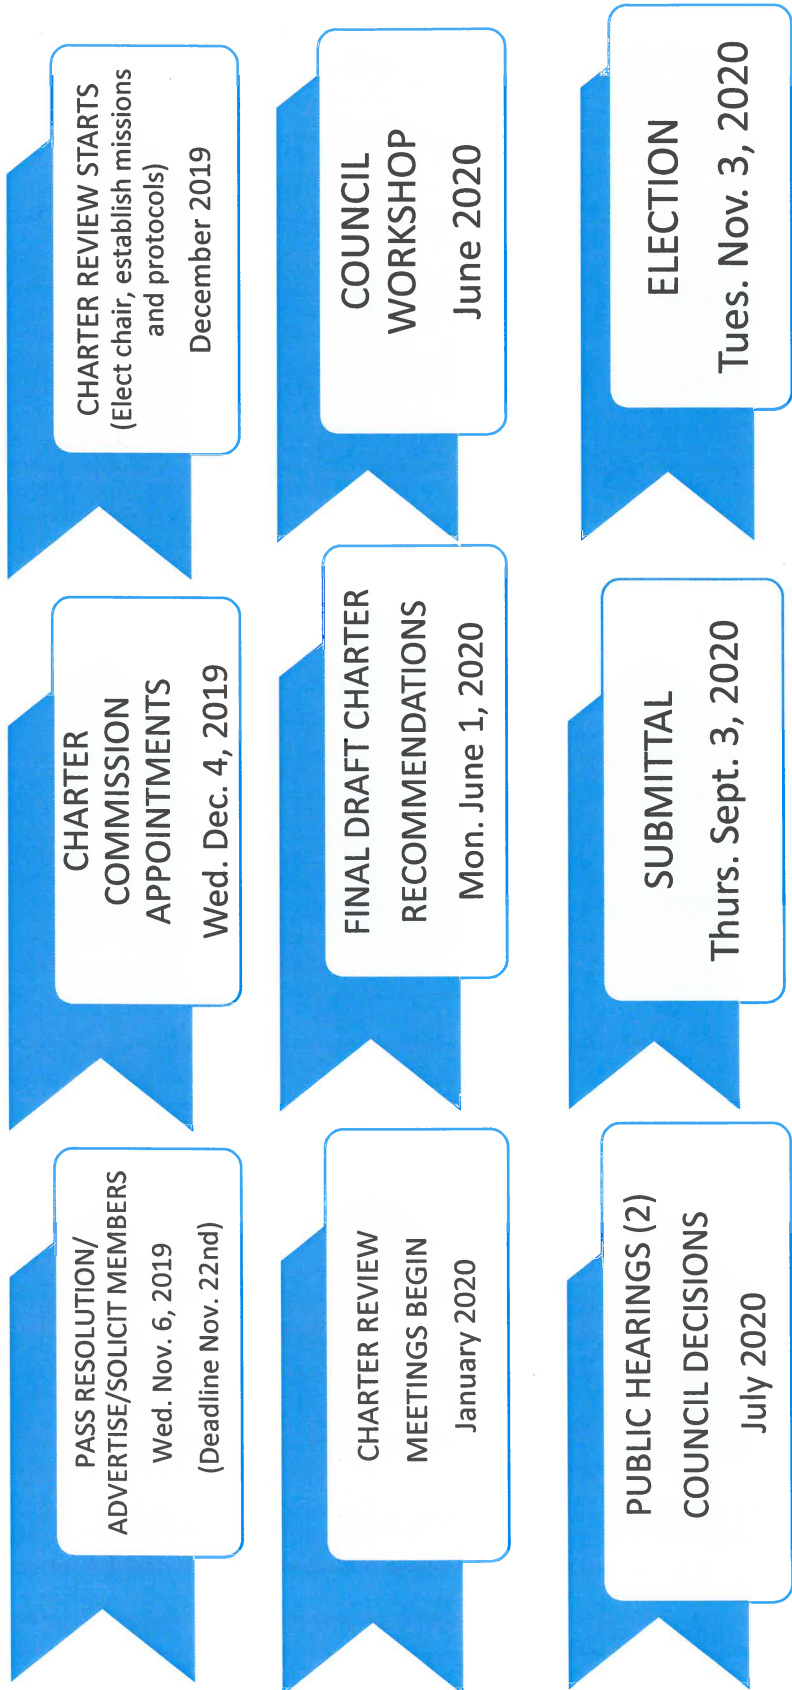 PASS RESOLUTION/
ADVERTISE/SOLICIT MEMBERS
Wed. Nov. 6, 2019
(Deadline Nov. 22nd)
CHARTER
COMMISSION
APPOINTMENTS
Wed. Dec. 4, 2019
CHARTER REVIEW STARTS
(Elect chair, establish missions
and protocols)
December 2019
CHARTER REVIEW
MEETINGS BEGIN
January 2020
FINAL DRAFT CHARTER
RECOMMENDATIONS
Mon. June 1, 2020
COUNCIL
WORKSHOP
June 2020
PUBLIC HEARINGS (2)
COUNCIL DECISIONS
July 2020
SUBMITTAL
Thurs. Sept. 3, 2020
ELECTION
Tues. Nov. 3, 2020